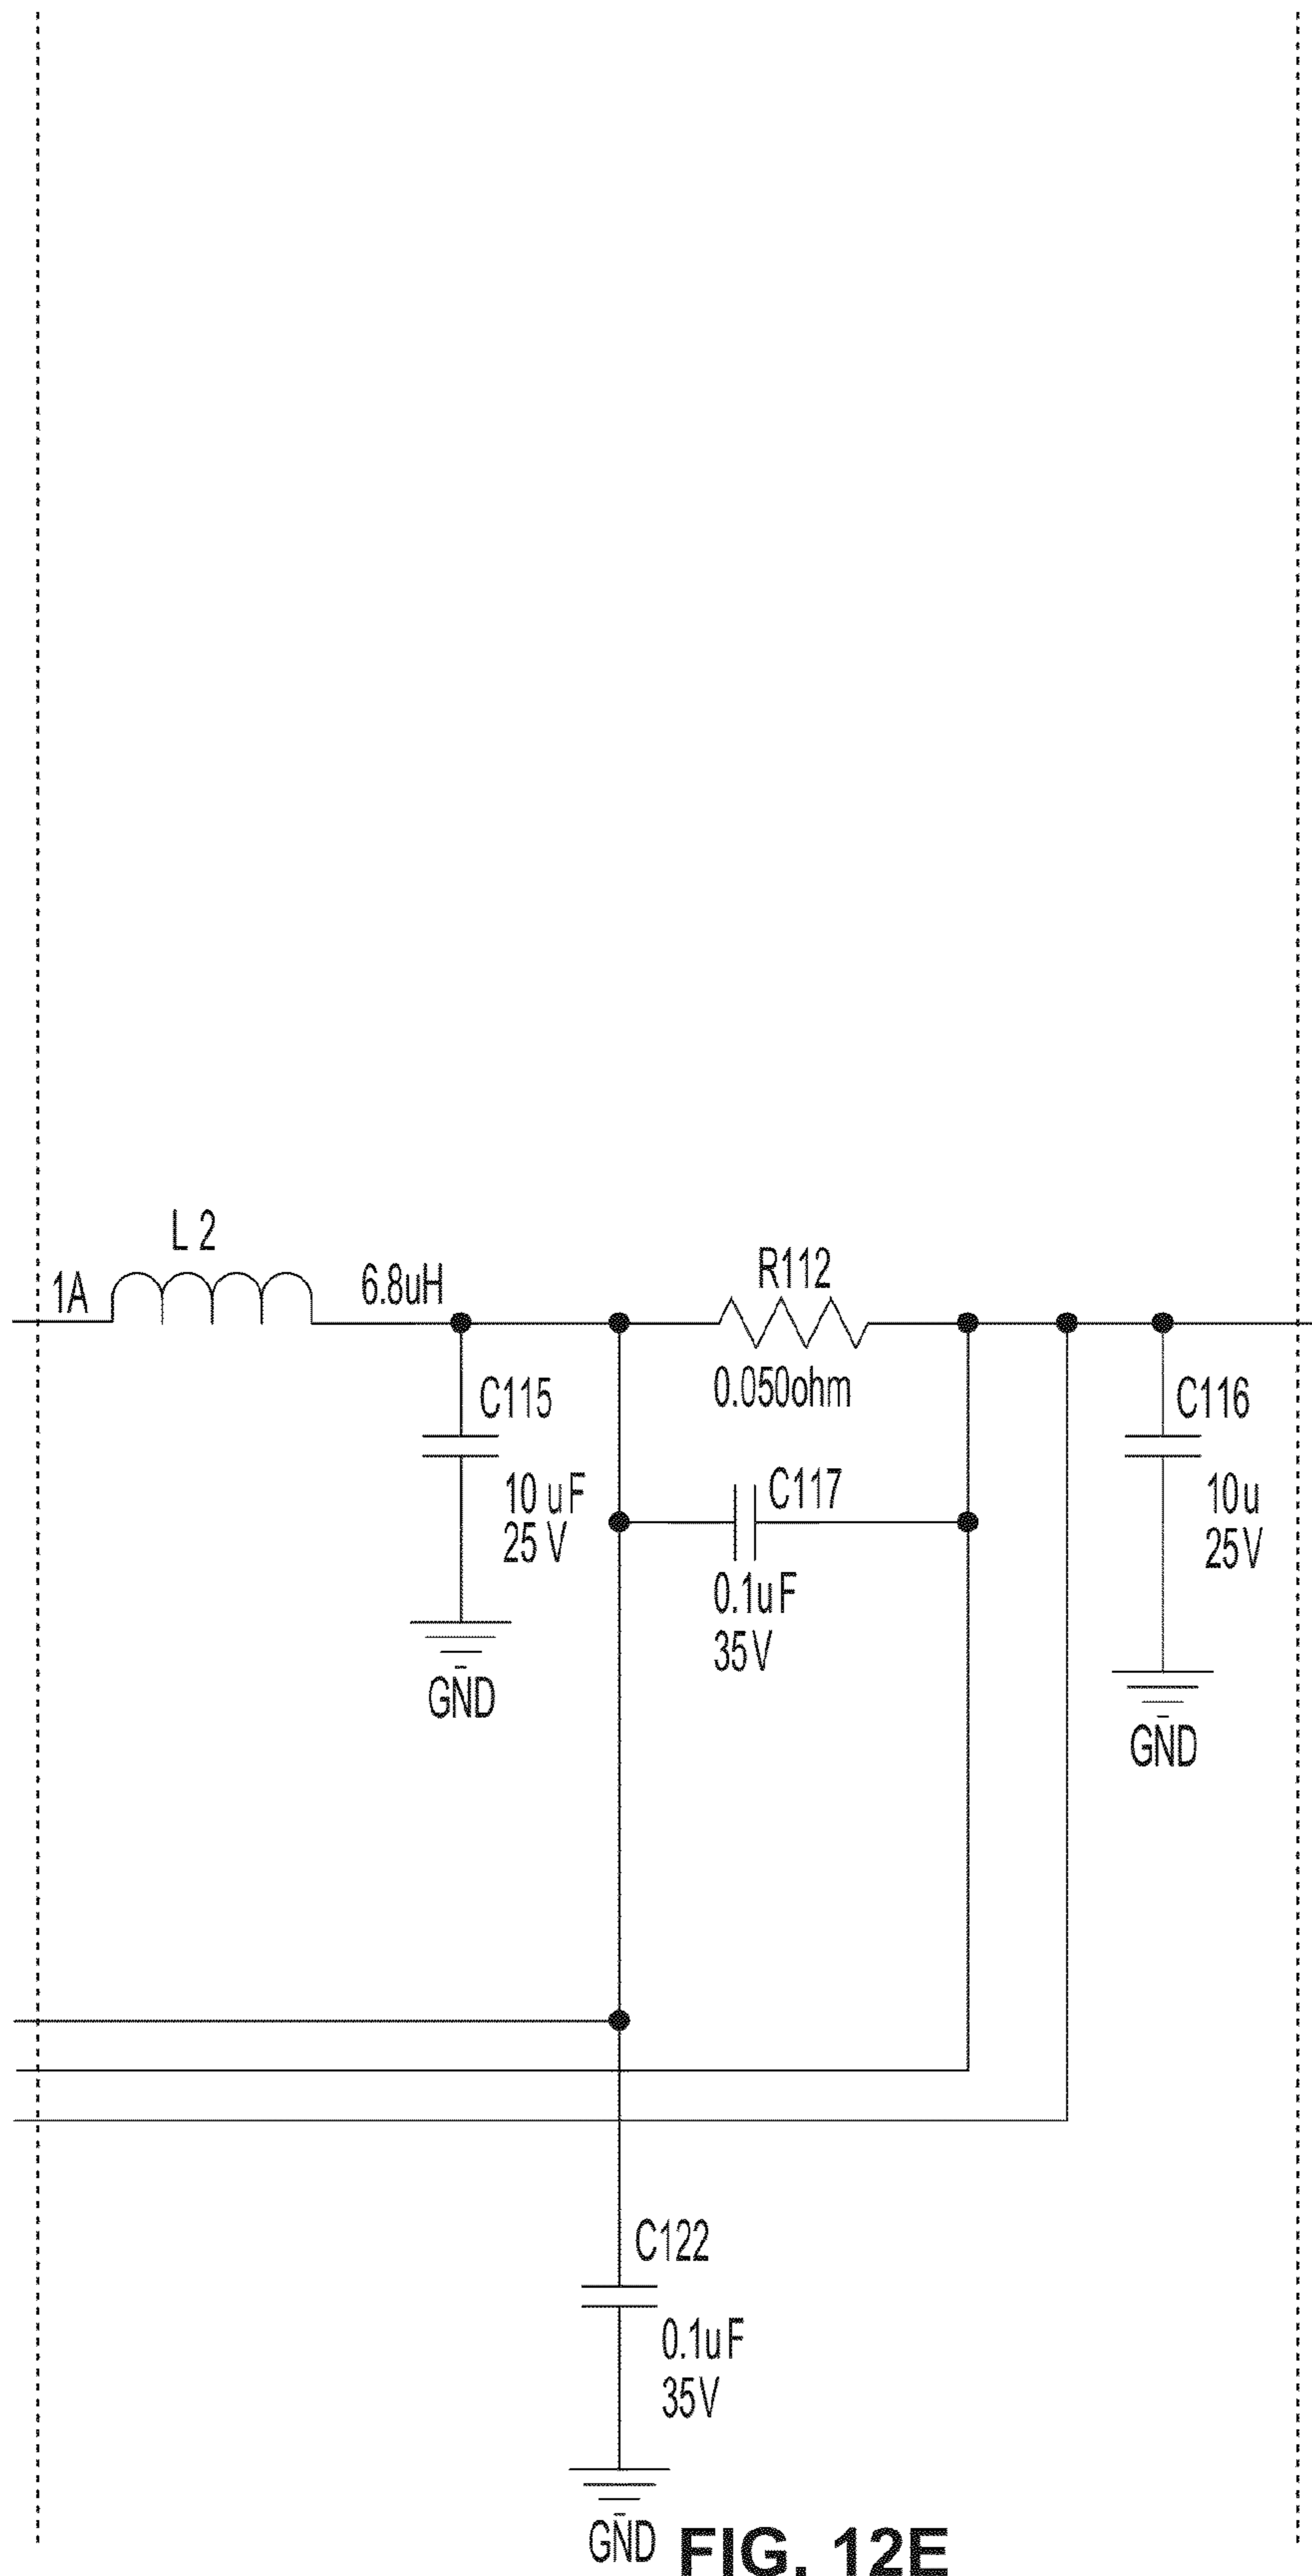 L 2
1A
6.8uH
R112
0.050ohm
C115
10 uF
25 V
C117
0.1uF
35V
C116
10u
25V
GND
GND
C122
0.1uF
35V
GND
FIG. 12E